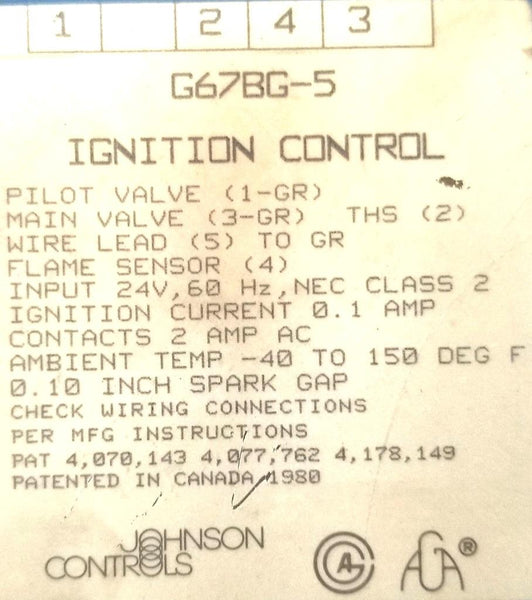 1 2 4 3
G67BG-5
IGNITION CONTROL
PILOT VALVE (1-GR)
MAIN VALVE (3-GR) THS (2)
WIRE LEAD (5) TO GR
FLAME SENSOR (4)
INPUT 24V,60 Hz,NEC CLASS 2
IGNITION CURRENT 0.1 AMP
CONTACTS 2 AMP AC
AMBIENT TEMP -40 TO 150 DEG F
0.10 INCH SPARK GAP
CHECK WIRING CONNECTIONS
PER MFG INSTRUCTIONS
PAT 4,070,143 4,077,762 4,178,149
PATENTED IN CANADA 1980
JOHNSON
CONTROLS
CGA AGA®